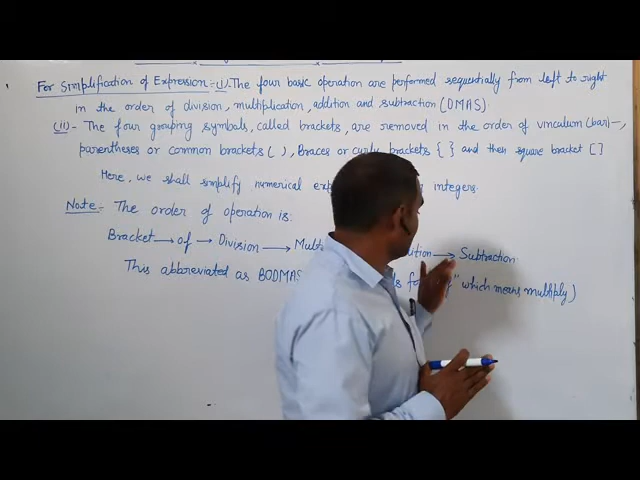 For Simplification of Expression:- (i). The four basic operation are performed sequentially from left to right
in the order of division, multiplication, addition and subtraction (DMAS).
(ii)- The four grouping symbols, called brackets, are removed in the order of vinculum (bar) —,
parentheses or common brackets ( ), Braces or curly brackets { } and then square bracket [ ]
Here, we shall simplify numerical integers.
Note:- The order of operation is:
Bracket → of → Division → → Subtraction.
This abbreviated as BODMAS " which means multiply)